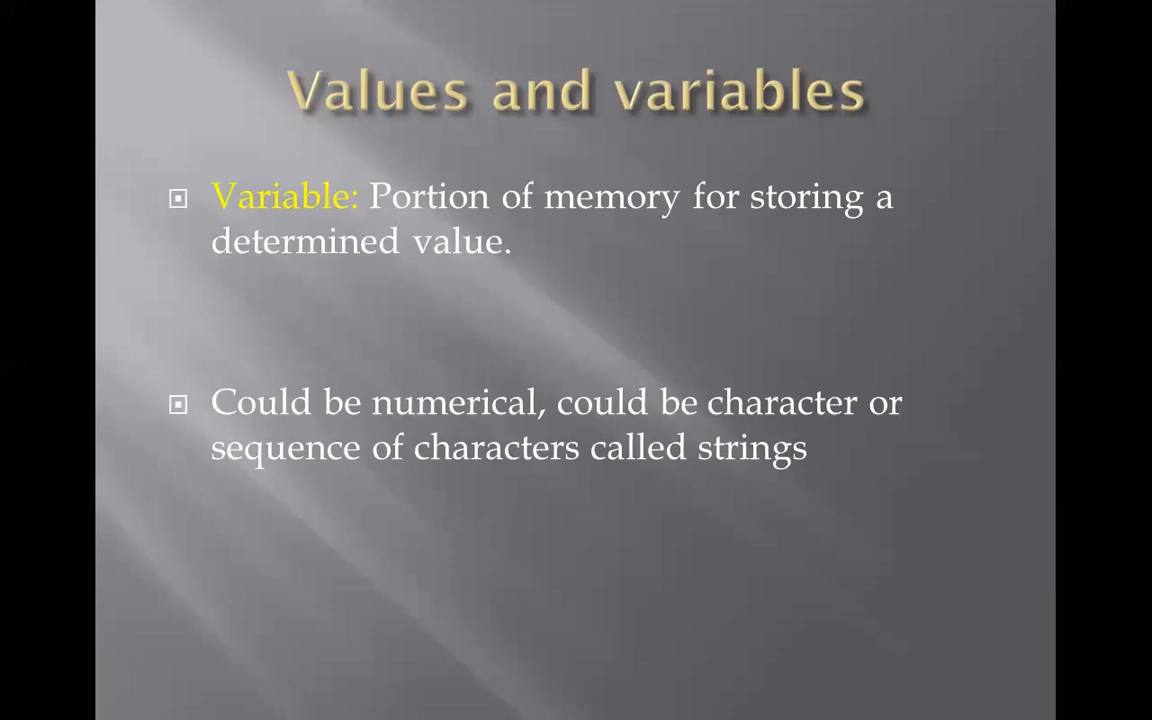 Values and variables
Variable: Portion of memory for storing a
determined value.
Could be numerical, could be character or
sequence of characters called strings